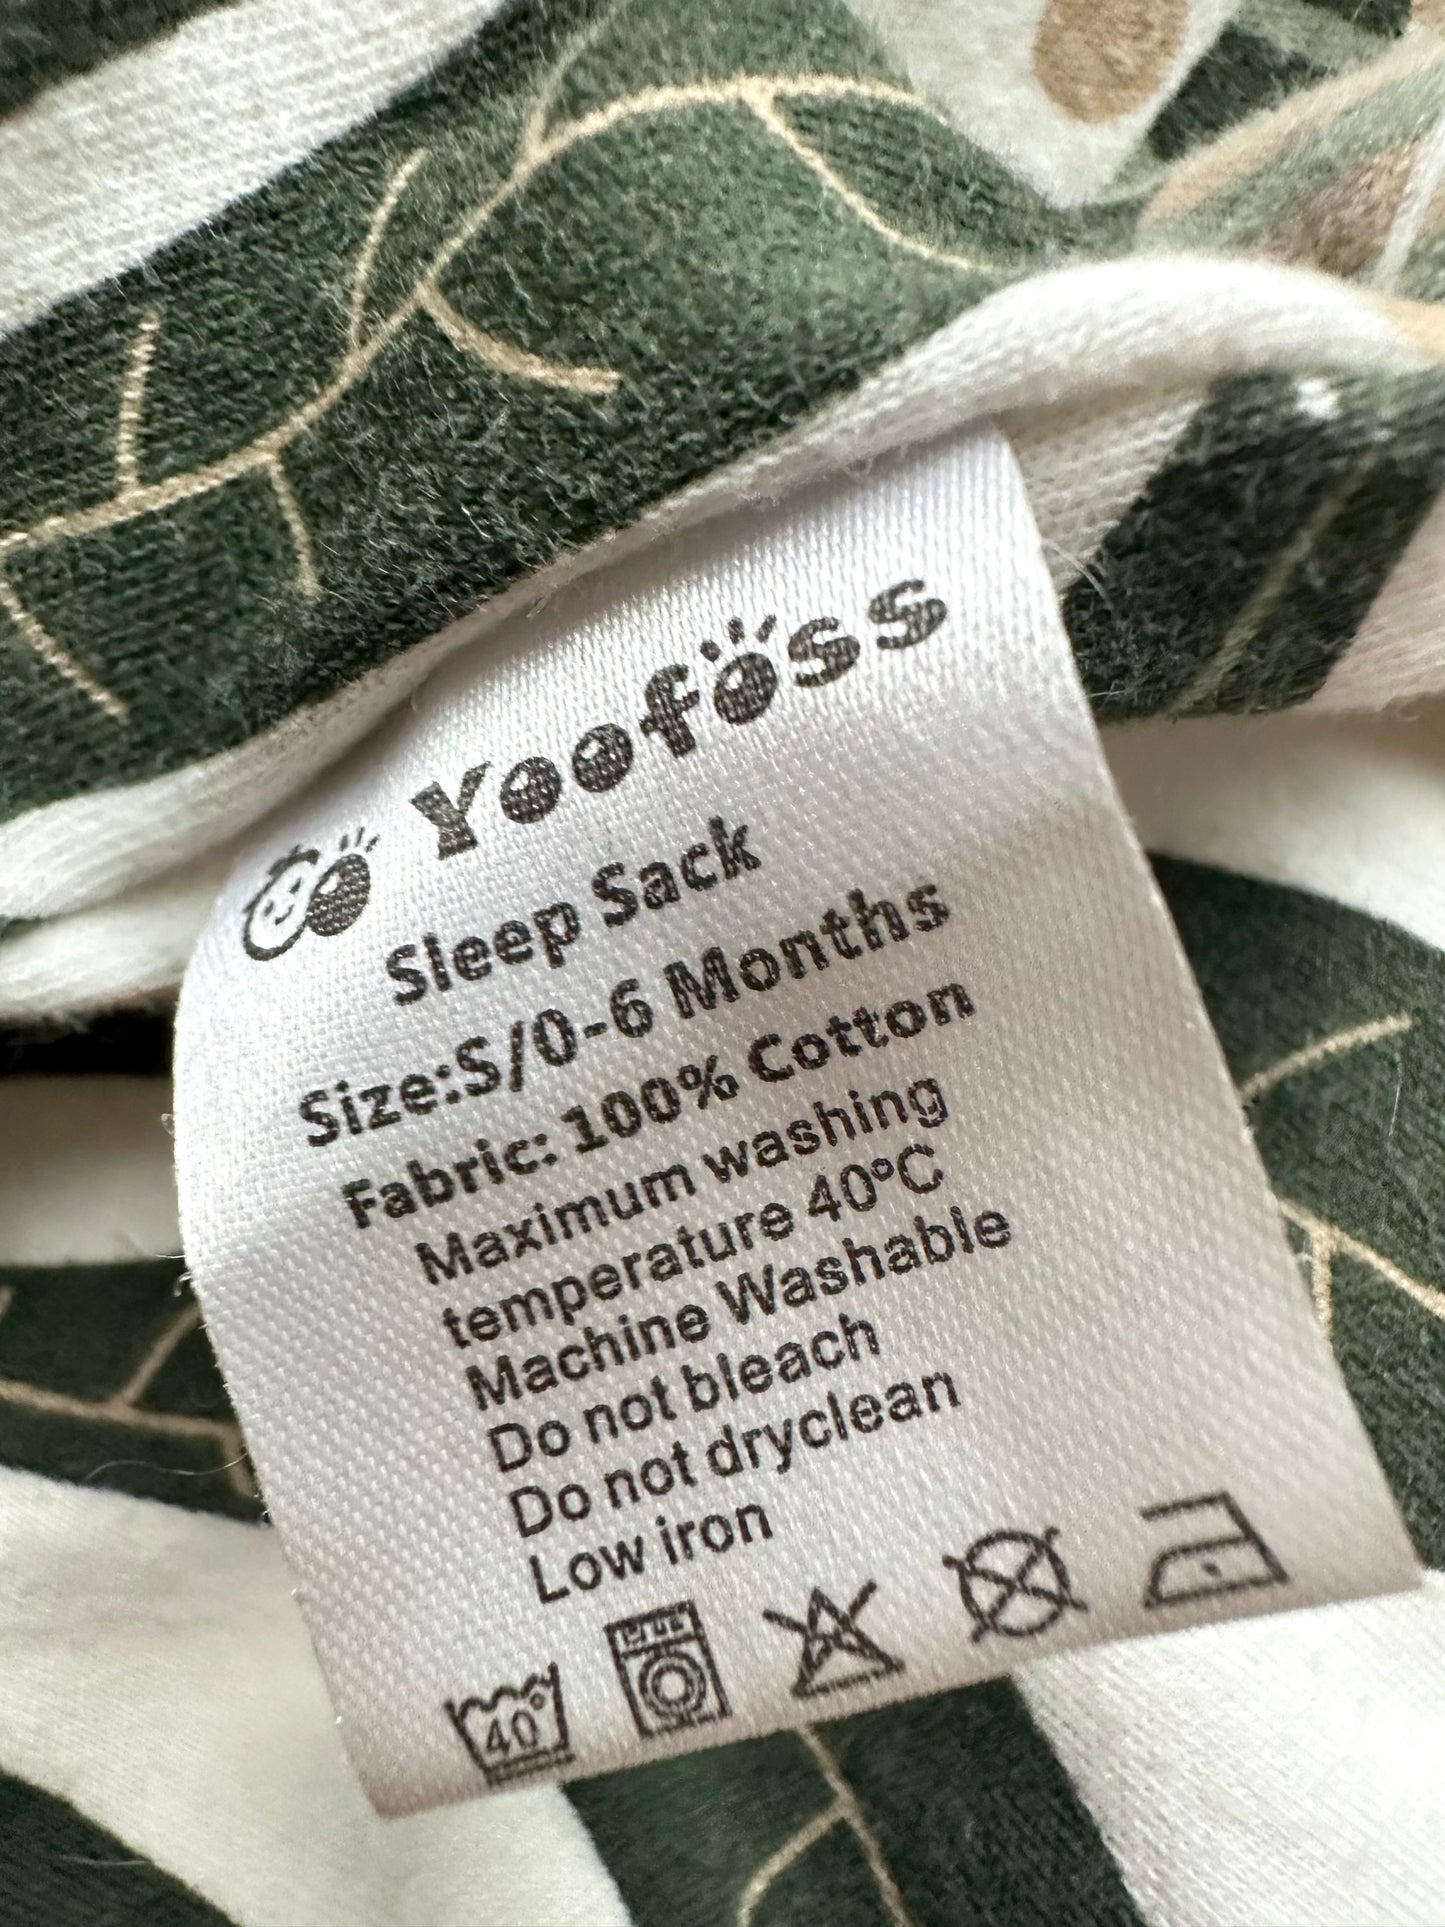 Yoofoss
Sleep Sack
Size:S/0-6 Months
Fabric: 100% Cotton
Maximum washing
temperature 40°C
Machine Washable
Do not bleach
Do not dryclean
Low iron
40°